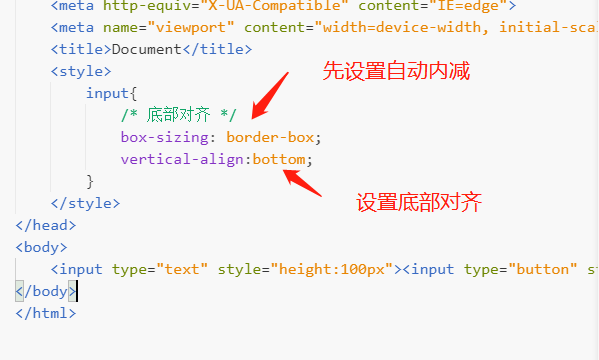 <meta http-equiv="X-UA-Compatible" content="IE=edge">
<meta name="viewport" content="width=device-width, initial-scal
<title>Document</title>
<style>
先设置自动内减
input{
/* 底部对齐 */
box-sizing: border-box;
vertical-align:bottom;
}
设置底部对齐
</style>
</head>
<body>
<input type="text" style="height:100px"><input type="button" st
</body>
</html>